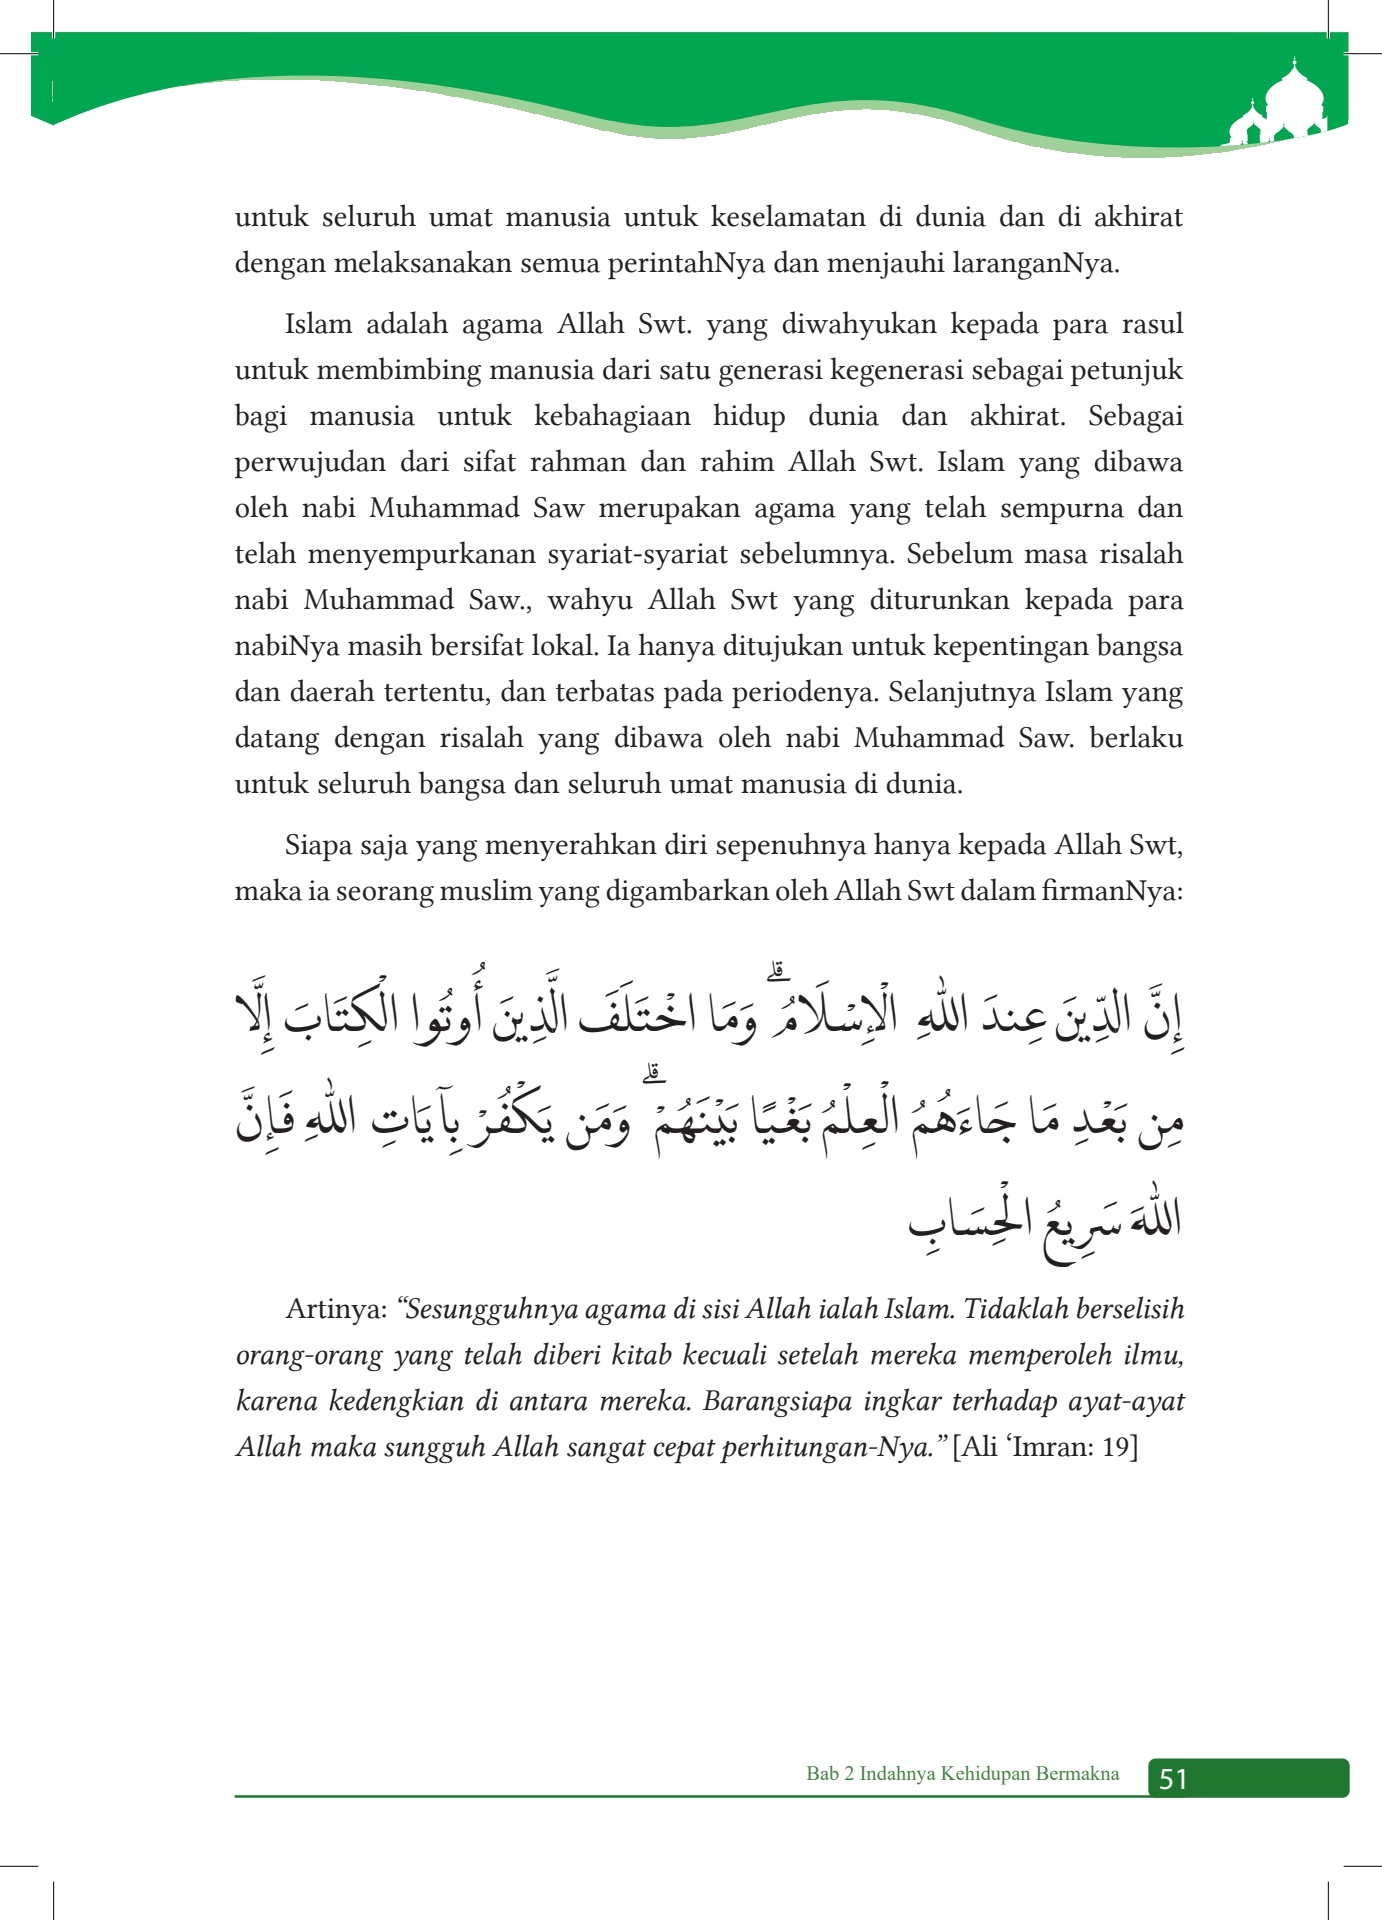 untuk seluruh umat manusia untuk keselamatan di dunia dan di akhirat
dengan melaksanakan semua perintahNya dan menjauhi laranganNya.
Islam adalah agama Allah Swt. yang diwahyukan kepada para rasul
untuk membimbing manusia dari satu generasi kegenerasi sebagai petunjuk
bagi manusia untuk kebahagiaan hidup dunia dan akhirat. Sebagai
perwujudan dari sifat rahman dan rahim Allah Swt. Islam yang dibawa
oleh nabi Muhammad Saw merupakan agama yang telah sempurna dan
telah menyempurkanan syariat-syariat sebelumnya. Sebelum masa risalah
nabi Muhammad Saw., wahyu Allah Swt yang diturunkan kepada para
nabiNya masih bersifat lokal. Ia hanya ditujukan untuk kepentingan bangsa
dan daerah tertentu, dan terbatas pada periodenya. Selanjutnya Islam yang
datang dengan risalah yang dibawa oleh nabi Muhammad Saw. berlaku
untuk seluruh bangsa dan seluruh umat manusia di dunia.
Siapa saja yang menyerahkan diri sepenuhnya hanya kepada Allah Swt,
maka ia seorang muslim yang digambarkan oleh Allah Swt dalam firmanNya:
إِنَّ الدِّينَ عِندَ اللَّهِ الْإِسْلَامُ ۗ وَمَا اخْتَلَفَ الَّذِينَ أُوتُوا الْكِتَابَ إِلَّا
مِن بَعْدِ مَا جَاءَهُمُ الْعِلْمُ بَغْيًا بَيْنَهُمْ ۗ وَمَن يَكْفُرْ بِآيَاتِ اللَّهِ فَإِنَّ
اللَّهَ سَرِيعُ الْحِسَابِ
Artinya: “Sesungguhnya agama di sisi Allah ialah Islam. Tidaklah berselisih
orang-orang yang telah diberi kitab kecuali setelah mereka memperoleh ilmu,
karena kedengkian di antara mereka. Barangsiapa ingkar terhadap ayat-ayat
Allah maka sungguh Allah sangat cepat perhitungan-Nya.” [Ali ‘Imran: 19]
Bab 2 Indahnya Kehidupan Bermakna 51